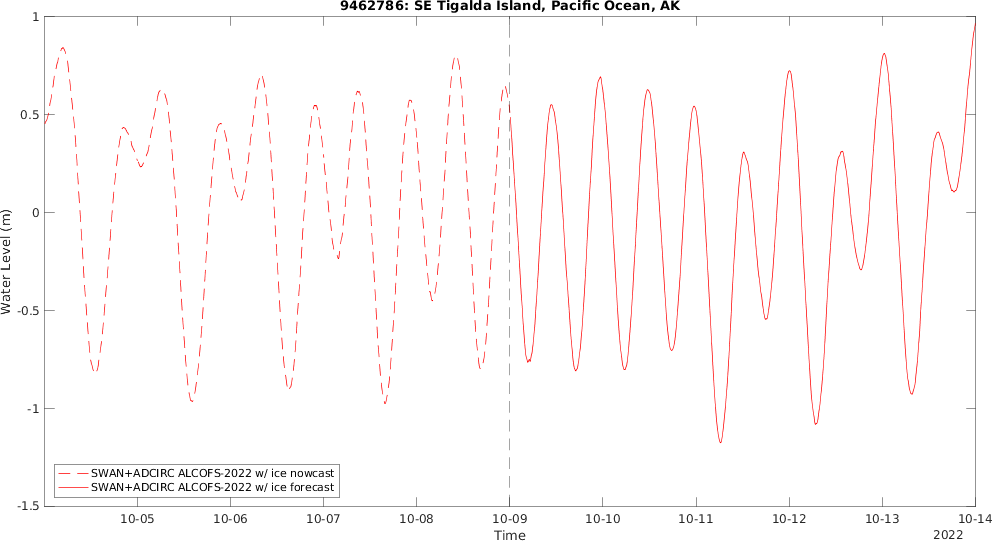 9462786: SE Tigalda Island, Pacific Ocean, AK
Water Level (m)
1
0.5
0
-0.5
-1
-1.5
SWAN+ADCIRC ALCOFS-2022 w/ ice nowcast
SWAN+ADCIRC ALCOFS-2022 w/ ice forecast
10-05 10-06 10-07 10-08 10-09 10-10 10-11 10-12 10-13 10-14
Time
2022